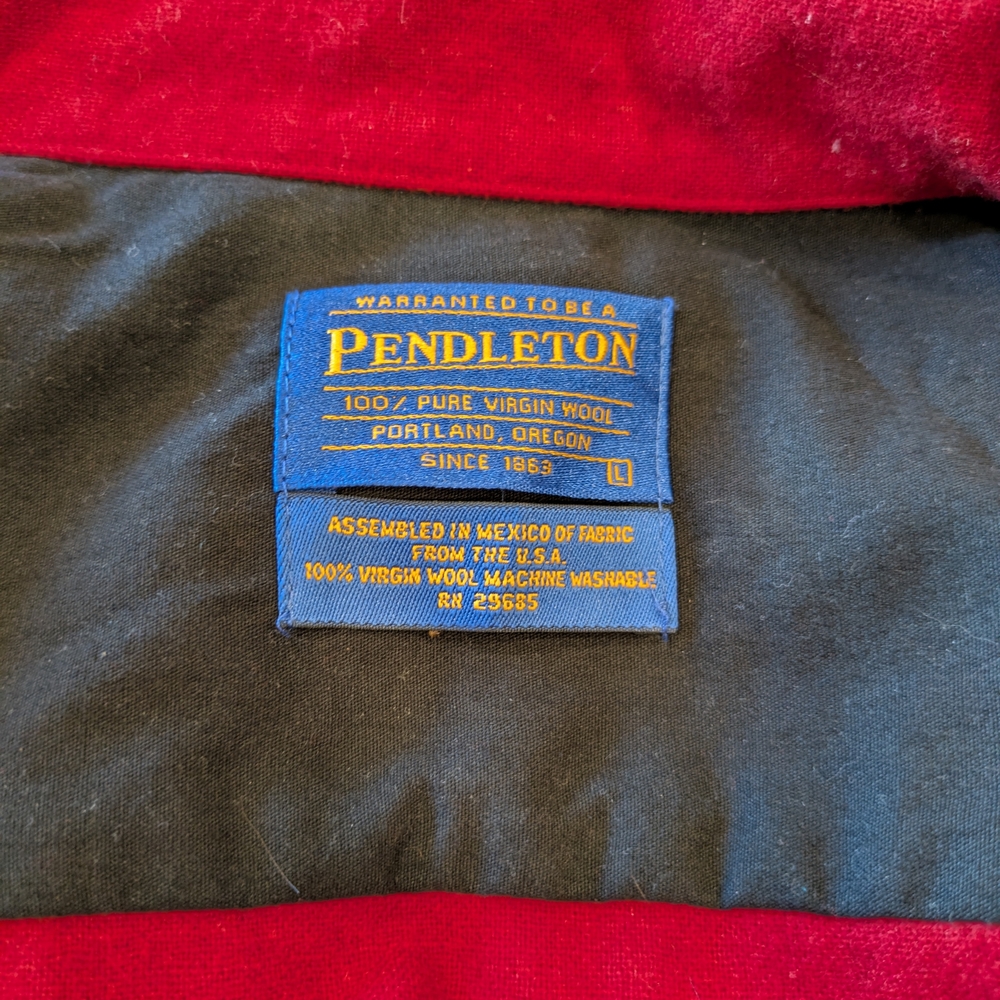 WARRANTED TO BE A
PENDLETON
100% PURE VIRGIN WOOL
PORTLAND, OREGON
SINCE 1863
L
ASSEMBLED IN MEXICO OF FABRIC
FROM THE U.S.A.
100% VIRGIN WOOL MACHINE WASHABLE
RN 29685